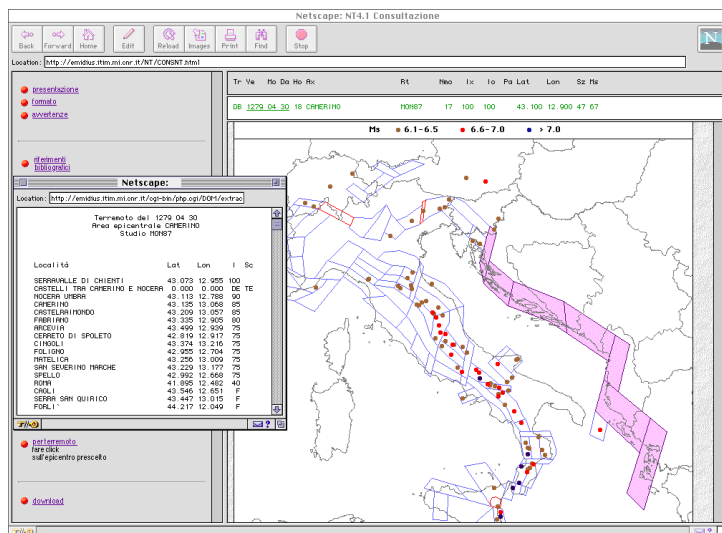 Netscape: NT4.1 Consultazione
Back Forward Home Edit Reload Images Print Find Stop
N
Location: http://emidius.itim.mi.cnr.it/NT/CONSNT.html
presentazione
formato
avvertenze
riferimenti
bibliografici
Tr Ve Mo Da Ho Ax Rt Nmo Ix Io Pa Lat Lon Sz Ms
DB 1279 04 30 18 CAMERINO MON87 17 100 100 43.100 12.900 47 67
Ms 6.1-6.5 6.6-7.0 > 7.0
Netscape:
Location: http://emidius.itim.mi.cnr.it/cgi-bin/php.cgi/DOM/extrac
Terremoto del 1279 04 30
Area epicentrale CAMERINO
Studio MON87
Località Lat Lon I Sc
SERRAVALLE DI CHIENTI 43.073 12.955 100
CASTELLI TRA CAMERINO E NOCERA 0.000 0.000 DE TE
NOCERA UMBRA 43.113 12.788 90
CAMERINO 43.135 13.068 85
CASTELRAIMONDO 43.209 13.057 85
FABRIANO 43.335 12.905 80
ARCEVIA 43.499 12.939 75
CERRETO DI SPOLETO 42.819 12.917 75
CINGOLI 43.374 13.216 75
FOLIGNO 42.955 12.704 75
MATELICA 43.256 13.009 75
SAN SEVERINO MARCHE 43.229 13.177 75
SPELLO 42.992 12.668 75
ROMA 41.895 12.482 40
CAGLI 43.546 12.651 F
SERRA SAN QUIRICO 43.447 13.015 F
FORLI' 44.217 12.049 F
per terremoto
fare click
sull'epicentro prescelto
download